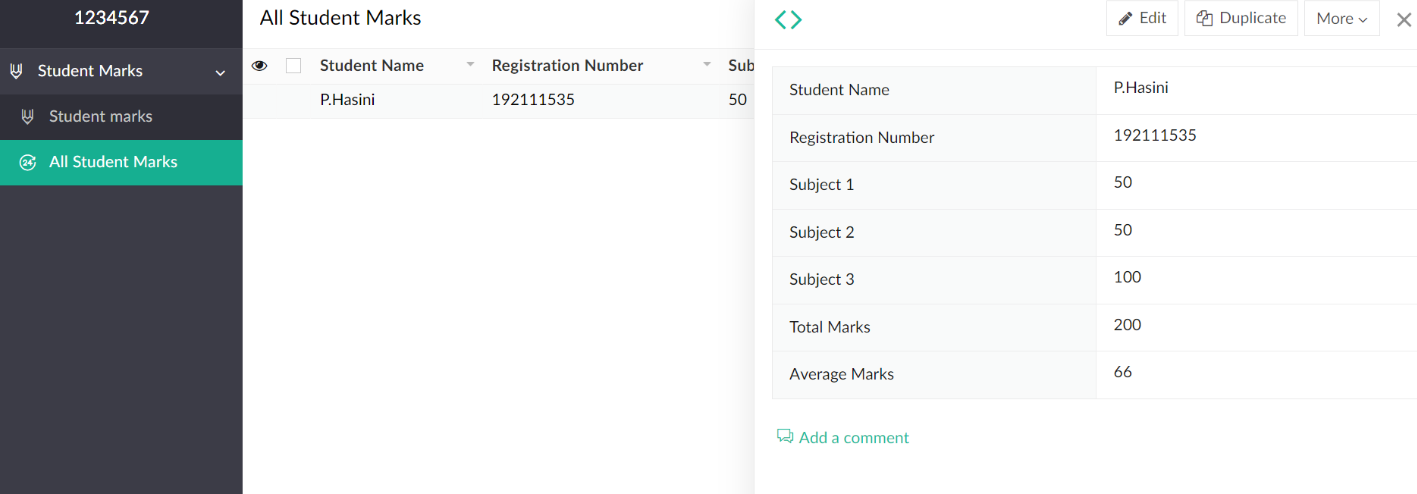 1234567
Student Marks
Student marks
All Student Marks
All Student Marks
Student Name Registration Number Sub
P.Hasini 192111535 50
Edit Duplicate More
Student Name P.Hasini
Registration Number 192111535
Subject 1 50
Subject 2 50
Subject 3 100
Total Marks 200
Average Marks 66
Add a comment